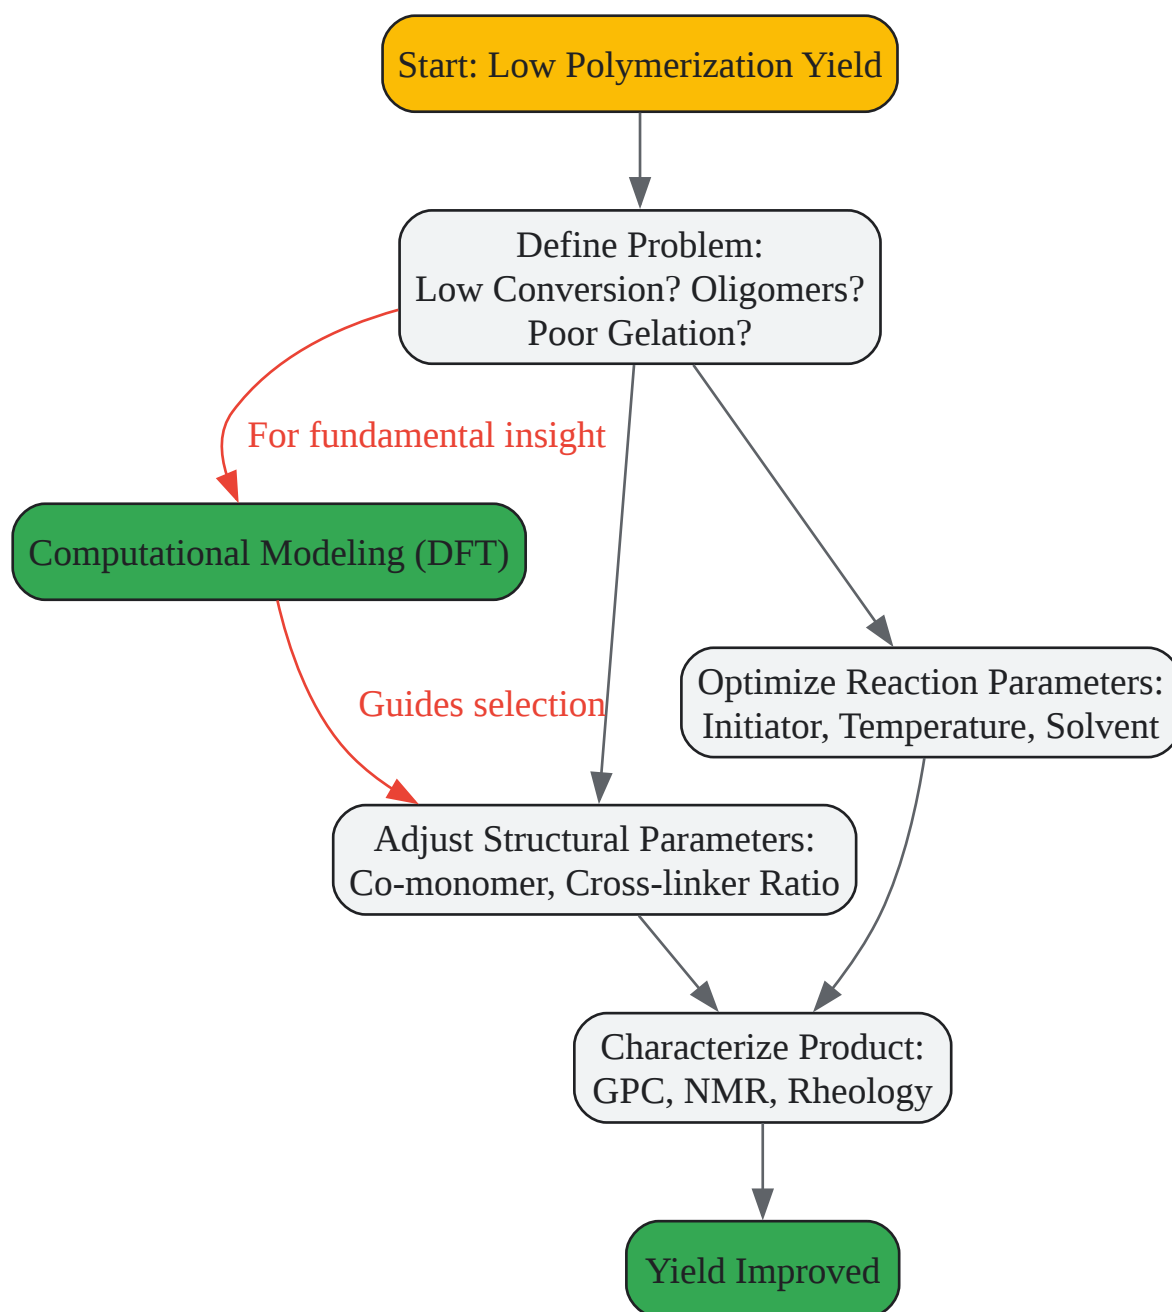 Start: Low Polymerization Yield
Define Problem:
Low Conversion? Oligomers?
Poor Gelation?
For fundamental insight
Computational Modeling (DFT)
Optimize Reaction Parameters:
Initiator, Temperature, Solvent
Guides selection
Adjust Structural Parameters:
Co-monomer, Cross-linker Ratio
Characterize Product:
GPC, NMR, Rheology
Yield Improved